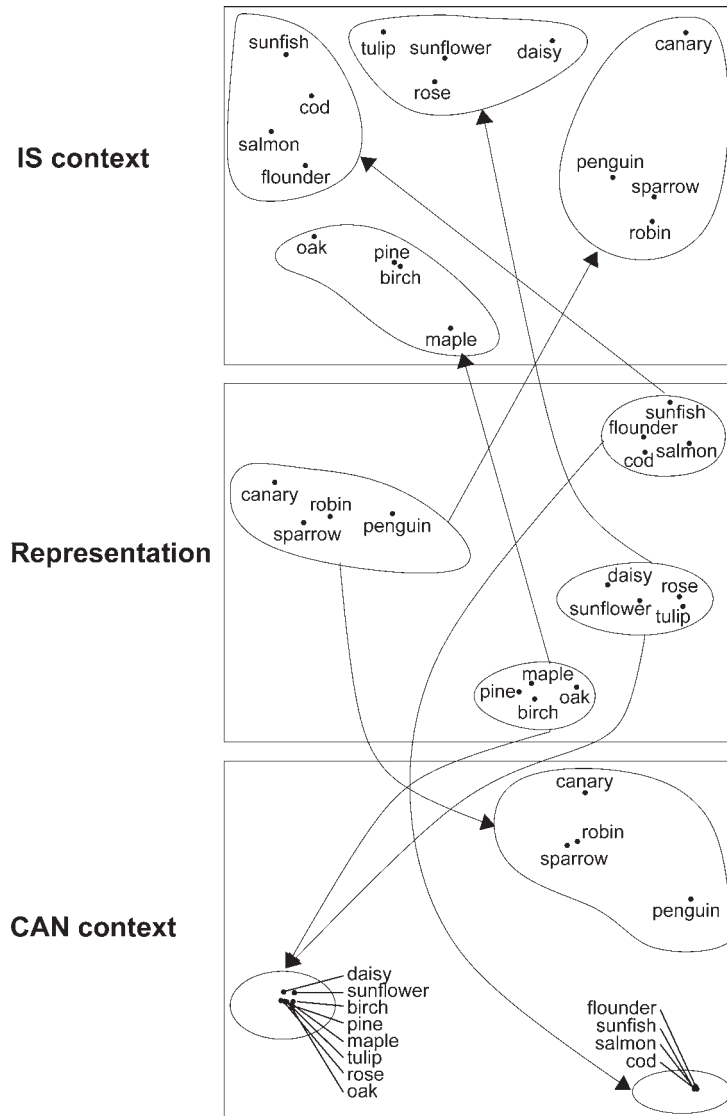 sunfish
tulip
sunflower
daisy
canary
cod
rose
salmon
IS context
flounder
penguin
sparrow
robin
oak
pine
birch
maple
sunfish
flounder
cod
salmon
canary
robin
sparrow
penguin
Representation
daisy
rose
sunflower
tulip
maple
pine
oak
birch
canary
robin
sparrow
penguin
CAN context
daisy
sunflower
birch
pine
maple
tulip
rose
oak
flounder
sunfish
salmon
cod